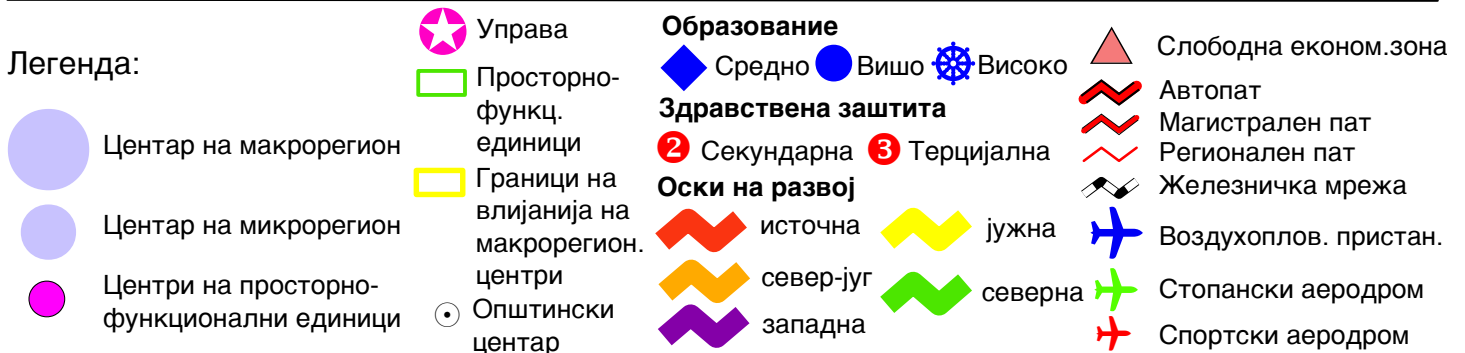 Легенда:
Центар на макрорегион
Центар на микрорегион
Центри на просторно-
функционални единици
Управа
Просторно-
функц.
единици
Граници на
влијанија на
макрорегион.
центри
Општински
центар
Образование
Средно Вишо Високо
Здравствена заштита
2 Секундарна 3 Терцијална
Оски на развој
источна јужна
север-југ северна
западна
Слободна економ.зона
Автопат
Магистрален пат
Регионален пат
Железничка мрежа
Воздухоплов. пристан.
Стопански аеродром
Спортски аеродром